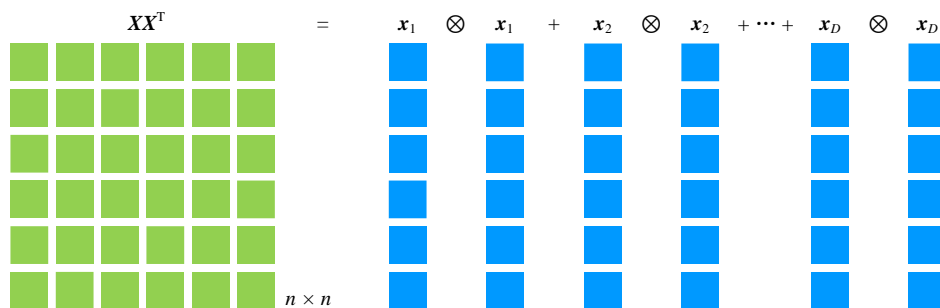 XXᵀ = x₁ ⊗ x₁ + x₂ ⊗ x₂ + ⋯ + x_D ⊗ x_D
n × n